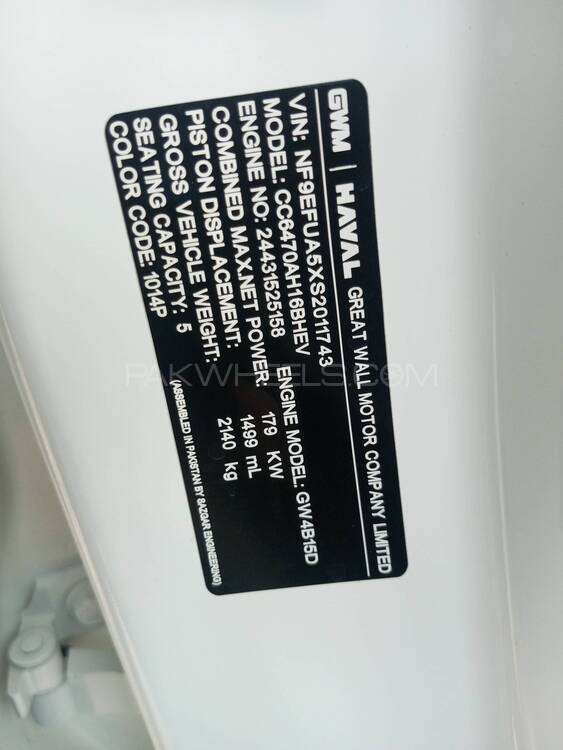 GWM | HAVAL GREAT WALL MOTOR COMPANY LIMITED
VIN: NF9EFUA5XS2011743
MODEL: CC6470AH16BHEV
ENGINE NO: 24431525158 ENGINE MODEL: GW4B15D
COMBINED MAX.NET POWER: 179 KW
PISTON DISPLACEMENT: 1499 mL
GROSS VEHICLE WEIGHT: 2140 kg
SEATING CAPACITY: 5
COLOR CODE: 1014P
(ASSEMBLED IN PAKISTAN BY SAZGAR ENGINEERING)
PAKWHEELS.COM